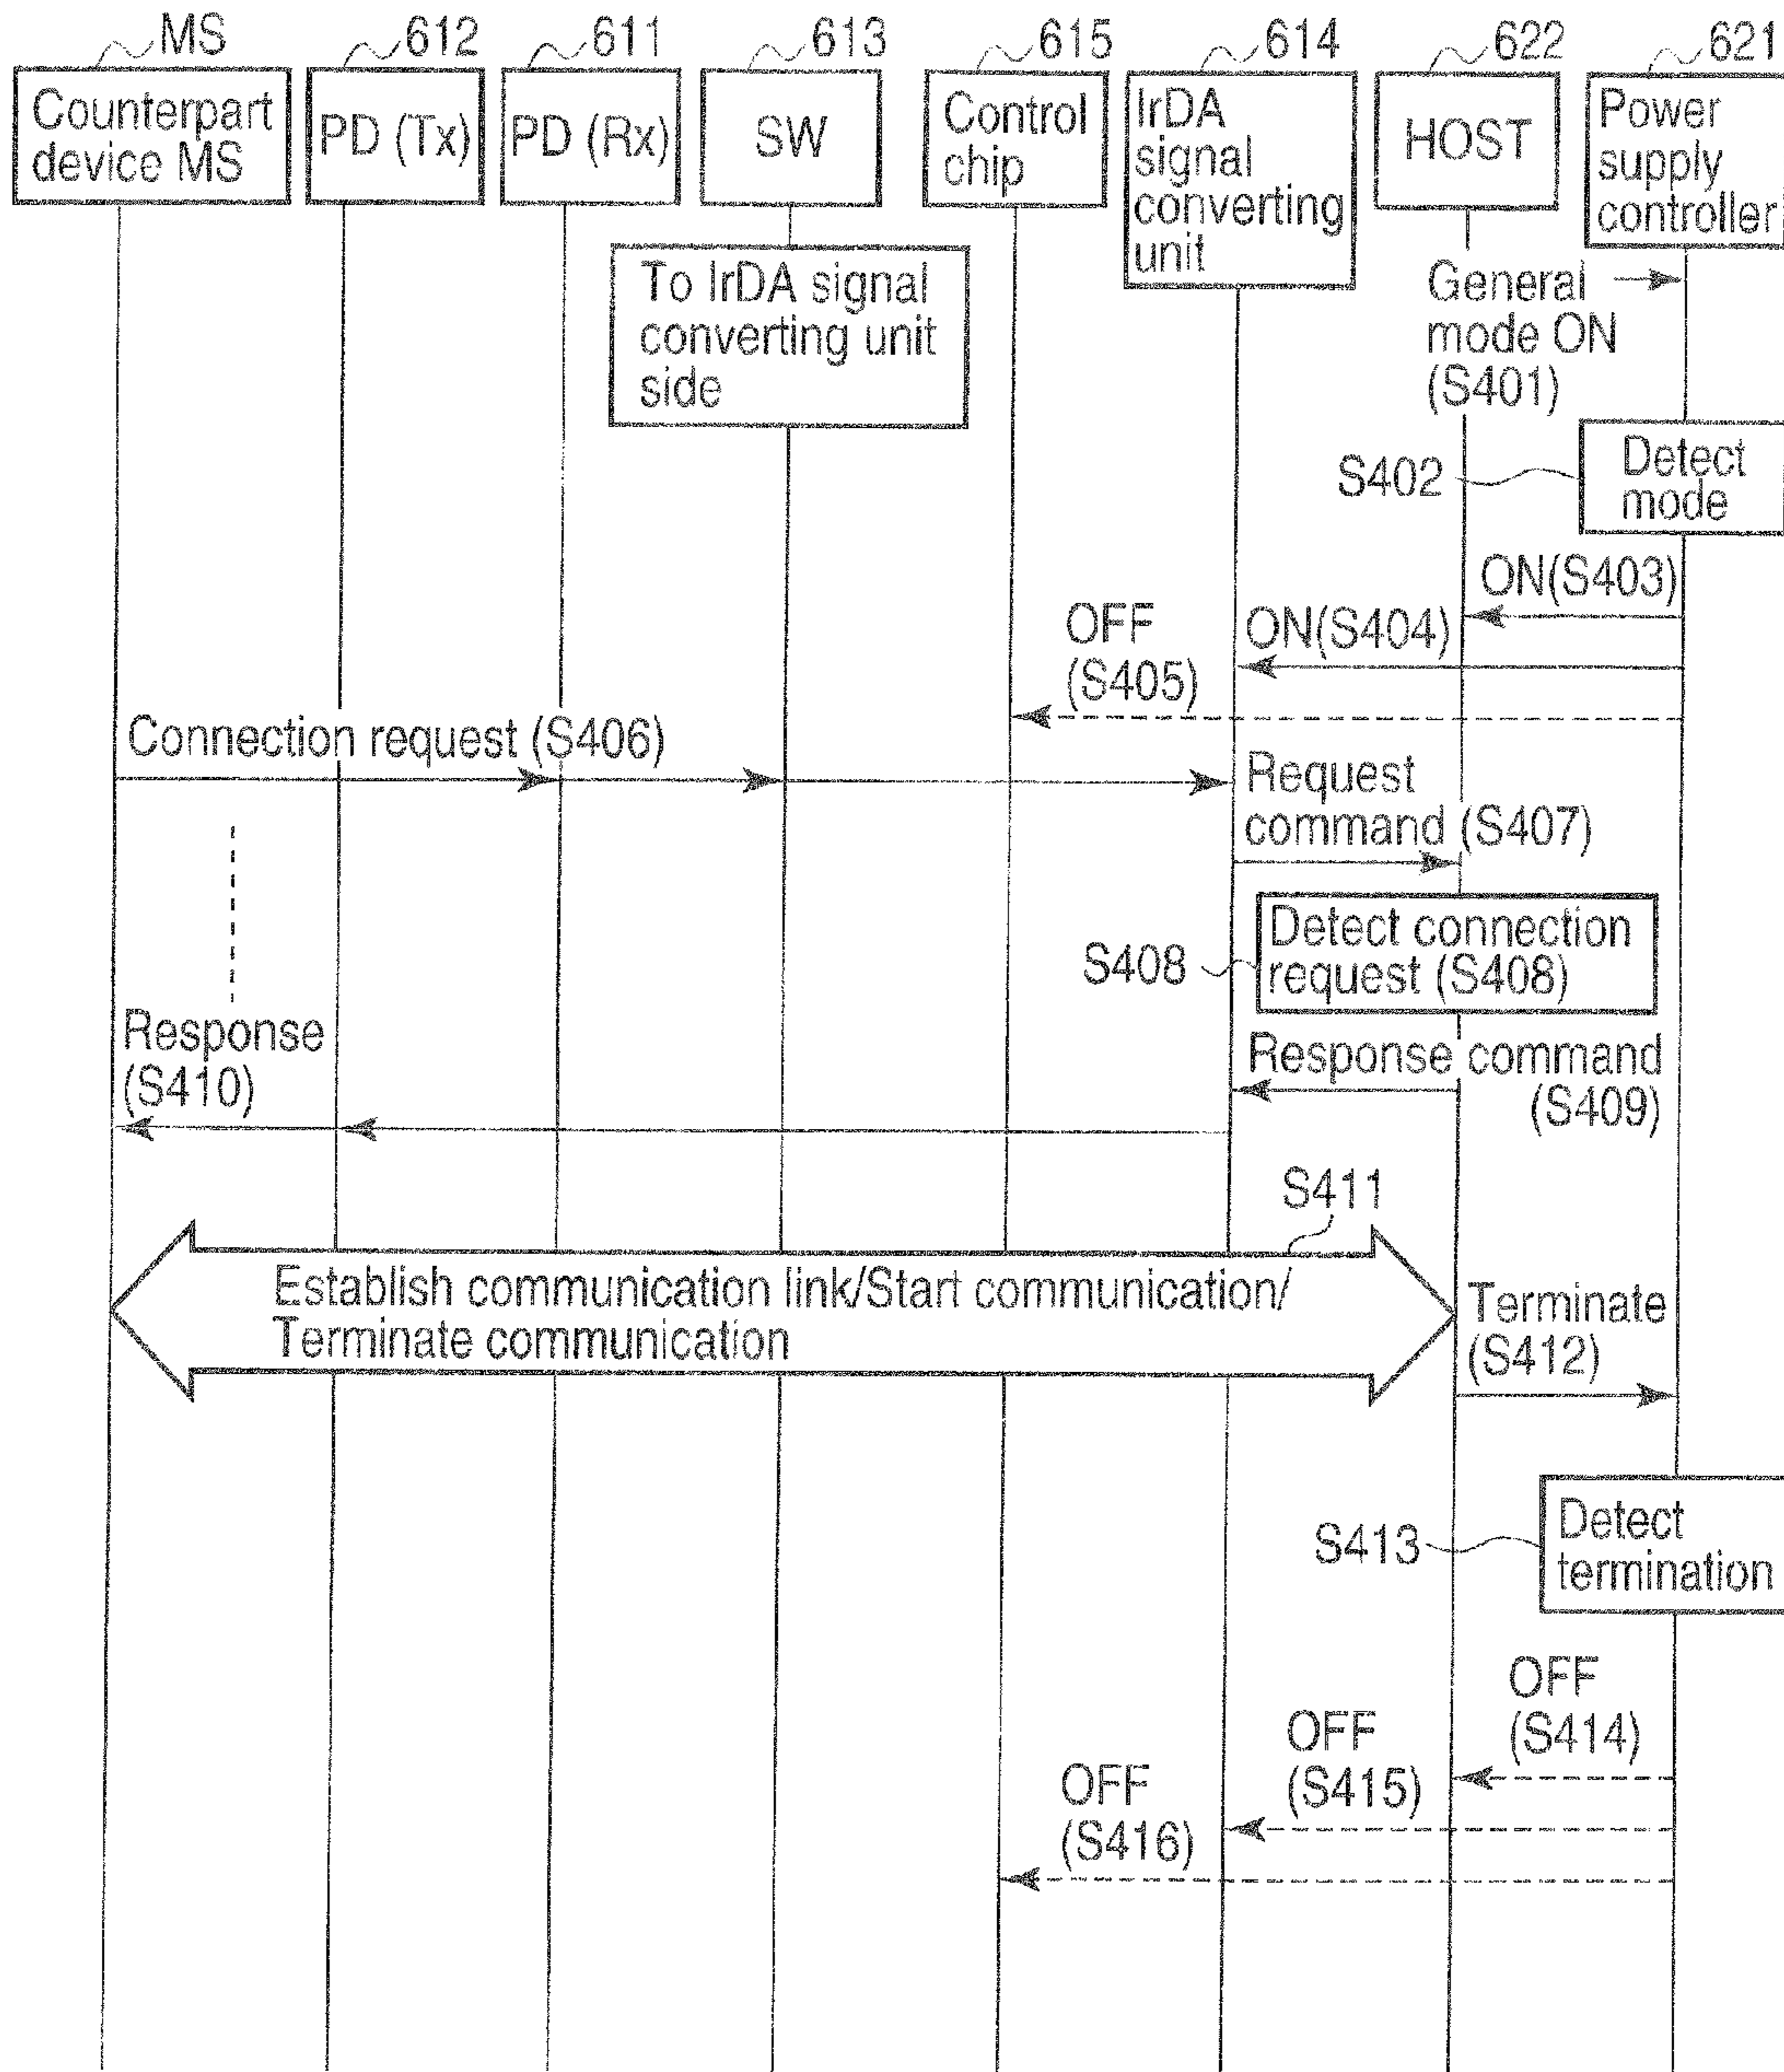 MS
612
611
613
615
614
622
621
Counterpart
device MS
PD (Tx)
PD (Rx)
SW
Control
chip
IrDA
signal
converting
unit
HOST
Power
supply
controller
To IrDA signal
converting unit
side
General
mode ON
(S401)
S402
Detect
mode
ON(S403)
ON(S404)
OFF
(S405)
Connection request (S406)
Request
command (S407)
S408
Detect connection
request (S408)
Response command
(S409)
Response
(S410)
S411
Establish communication link/Start communication/
Terminate communication
Terminate
(S412)
S413
Detect
termination
OFF
(S414)
OFF
(S415)
OFF
(S416)